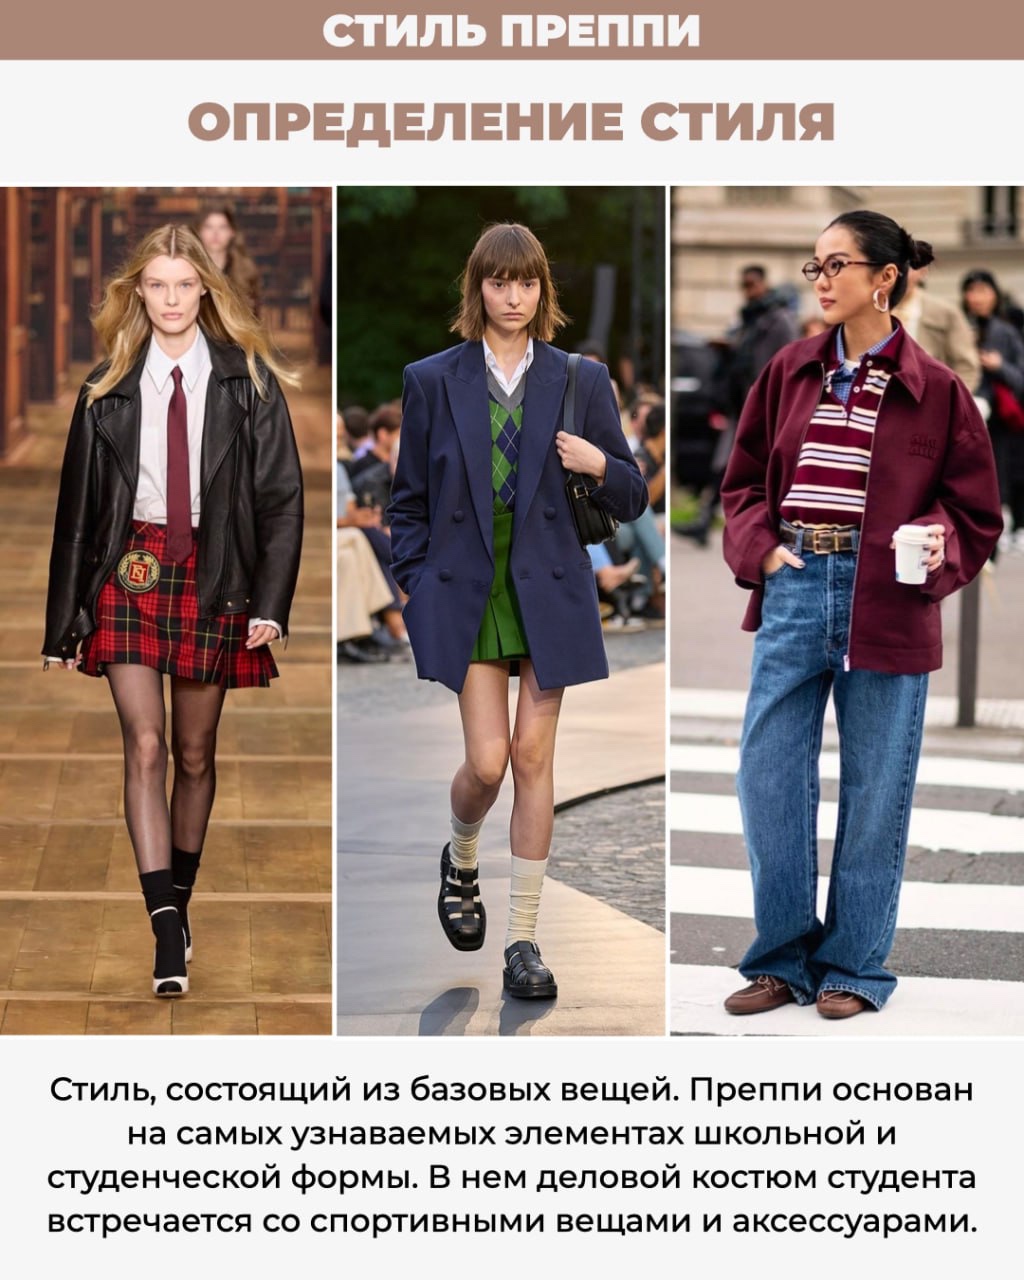 СТИЛЬ ПРЕППИ
ОПРЕДЕЛЕНИЕ СТИЛЯ
Стиль, состоящий из базовых вещей. Преппи основан
на самых узнаваемых элементах школьной и
студенческой формы. В нем деловой костюм студента
встречается со спортивными вещами и аксессуарами.